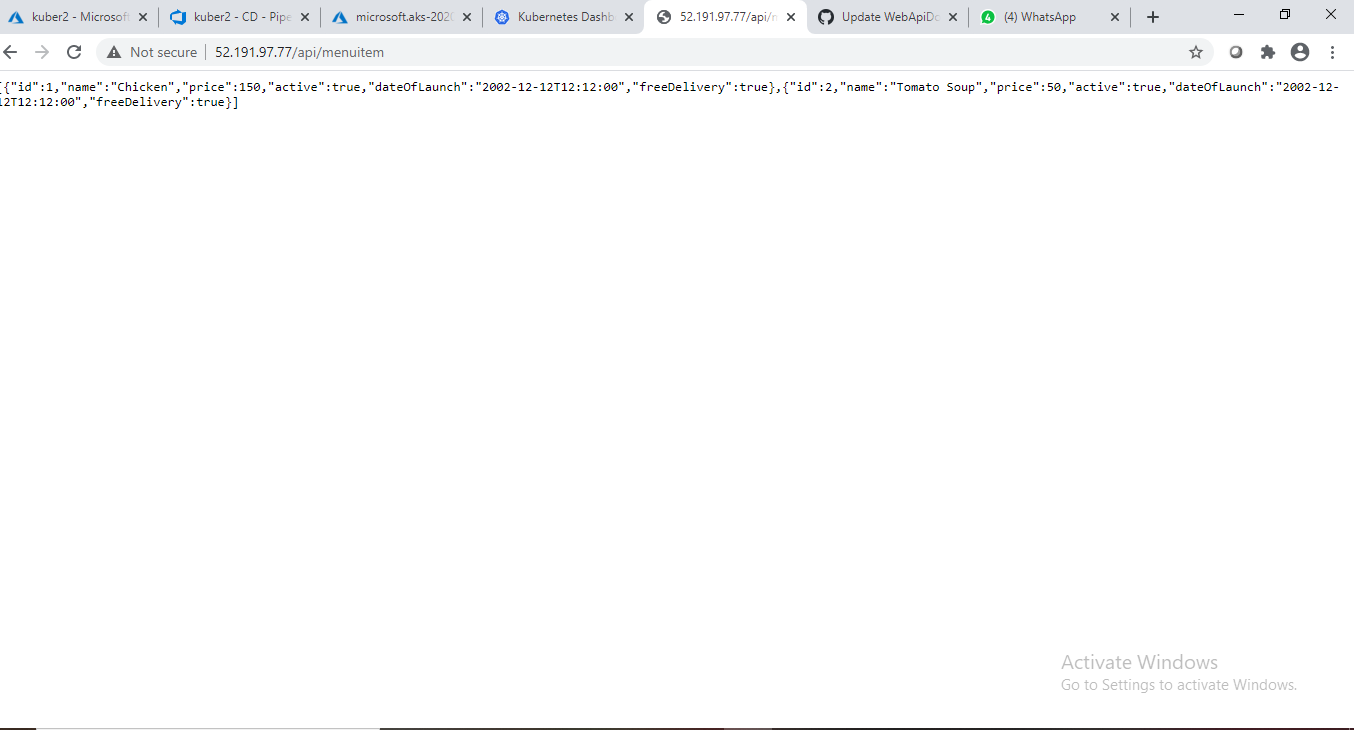 kuber2 - Microsoft kuber2 - CD - Pipe microsoft.aks-202 Kubernetes Dashb 52.191.97.77/api/ Update WebApiDo 4 (4) WhatsApp
Not secure 52.191.97.77/api/menuitem
[{"id":1,"name":"Chicken","price":150,"active":true,"dateOfLaunch":"2002-12-12T12:12:00","freeDelivery":true},{"id":2,"name":"Tomato Soup","price":50,"active":true,"dateOfLaunch":"2002-12-
12T12:12:00","freeDelivery":true}]
Activate Windows
Go to Settings to activate Windows.